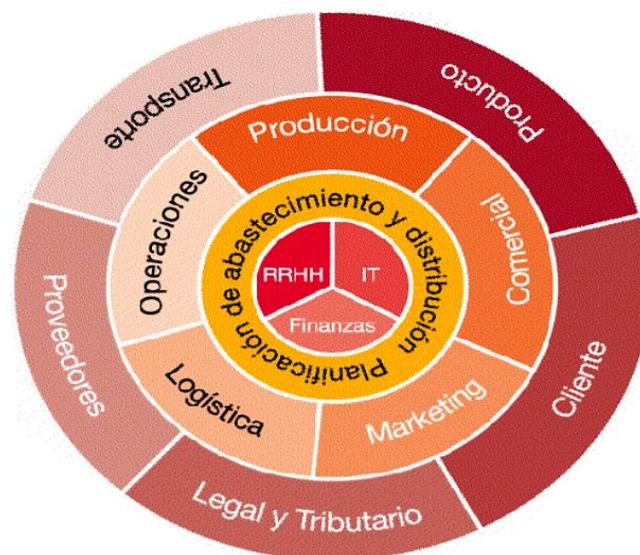 Transporte
Producto
Producción
Operaciones
Comercial
Planificación de abastecimiento y distribución
RRHH
IT
Finanzas
Proveedores
Cliente
Logística
Marketing
Legal y Tributario